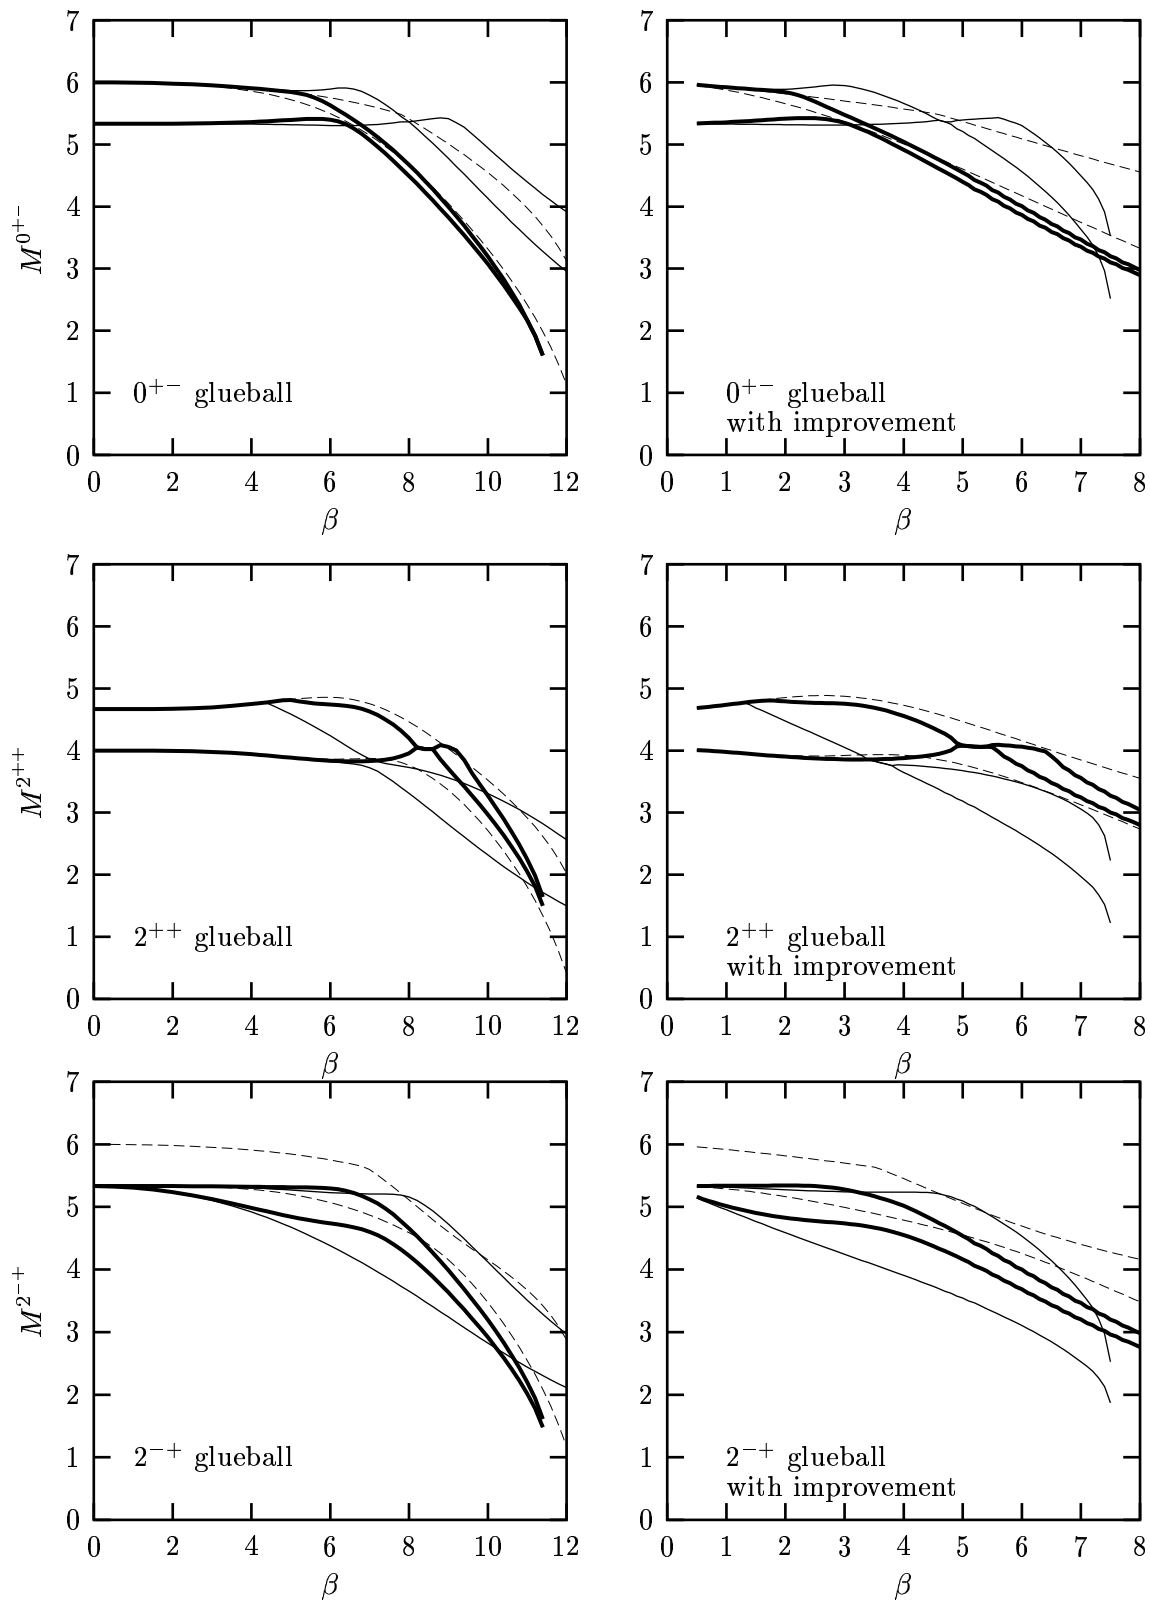 7 7
6 6
5 5
4 4
M^{0^{+-}}
3 3
2 2
1 0^{+-} glueball 1 0^{+-} glueball
with improvement
0 0
0 2 4 6 8 10 12 0 1 2 3 4 5 6 7 8
β β
7 7
6 6
5 5
4 4
M^{2^{++}}
3 3
2 2
1 2^{++} glueball 1 2^{++} glueball
with improvement
0 0
0 2 4 6 8 10 12 0 1 2 3 4 5 6 7 8
β β
7 7
6 6
5 5
4 4
M^{2^{-+}}
3 3
2 2
1 2^{-+} glueball 1 2^{-+} glueball
with improvement
0 0
0 2 4 6 8 10 12 0 1 2 3 4 5 6 7 8
β β